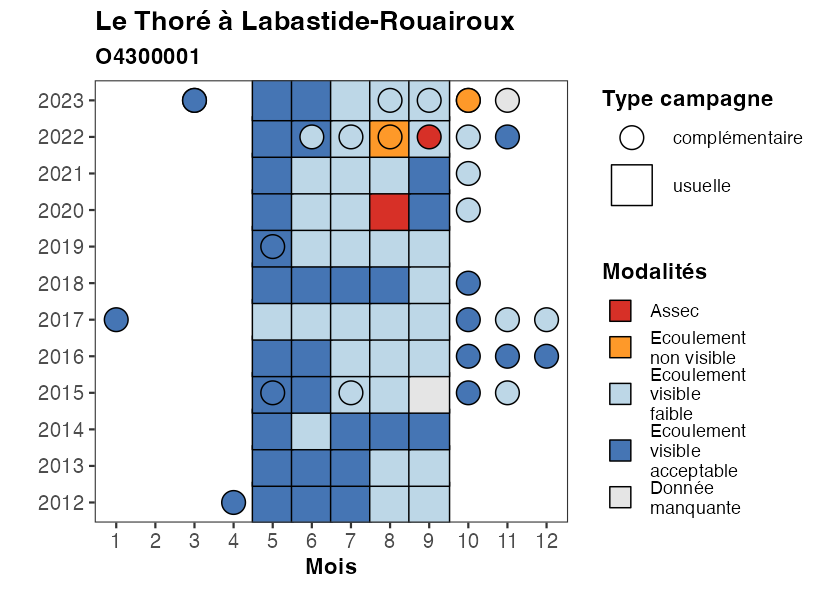 Le Thoré à Labastide-Rouairoux
O4300001
2023
2022
2021
2020
2019
2018
2017
2016
2015
2014
2013
2012
1 2 3 4 5 6 7 8 9 10 11 12
Mois
Type campagne
complémentaire
usuelle
Modalités
Assec
Ecoulement
non visible
Ecoulement
visible
faible
Ecoulement
visible
acceptable
Donnée
manquante